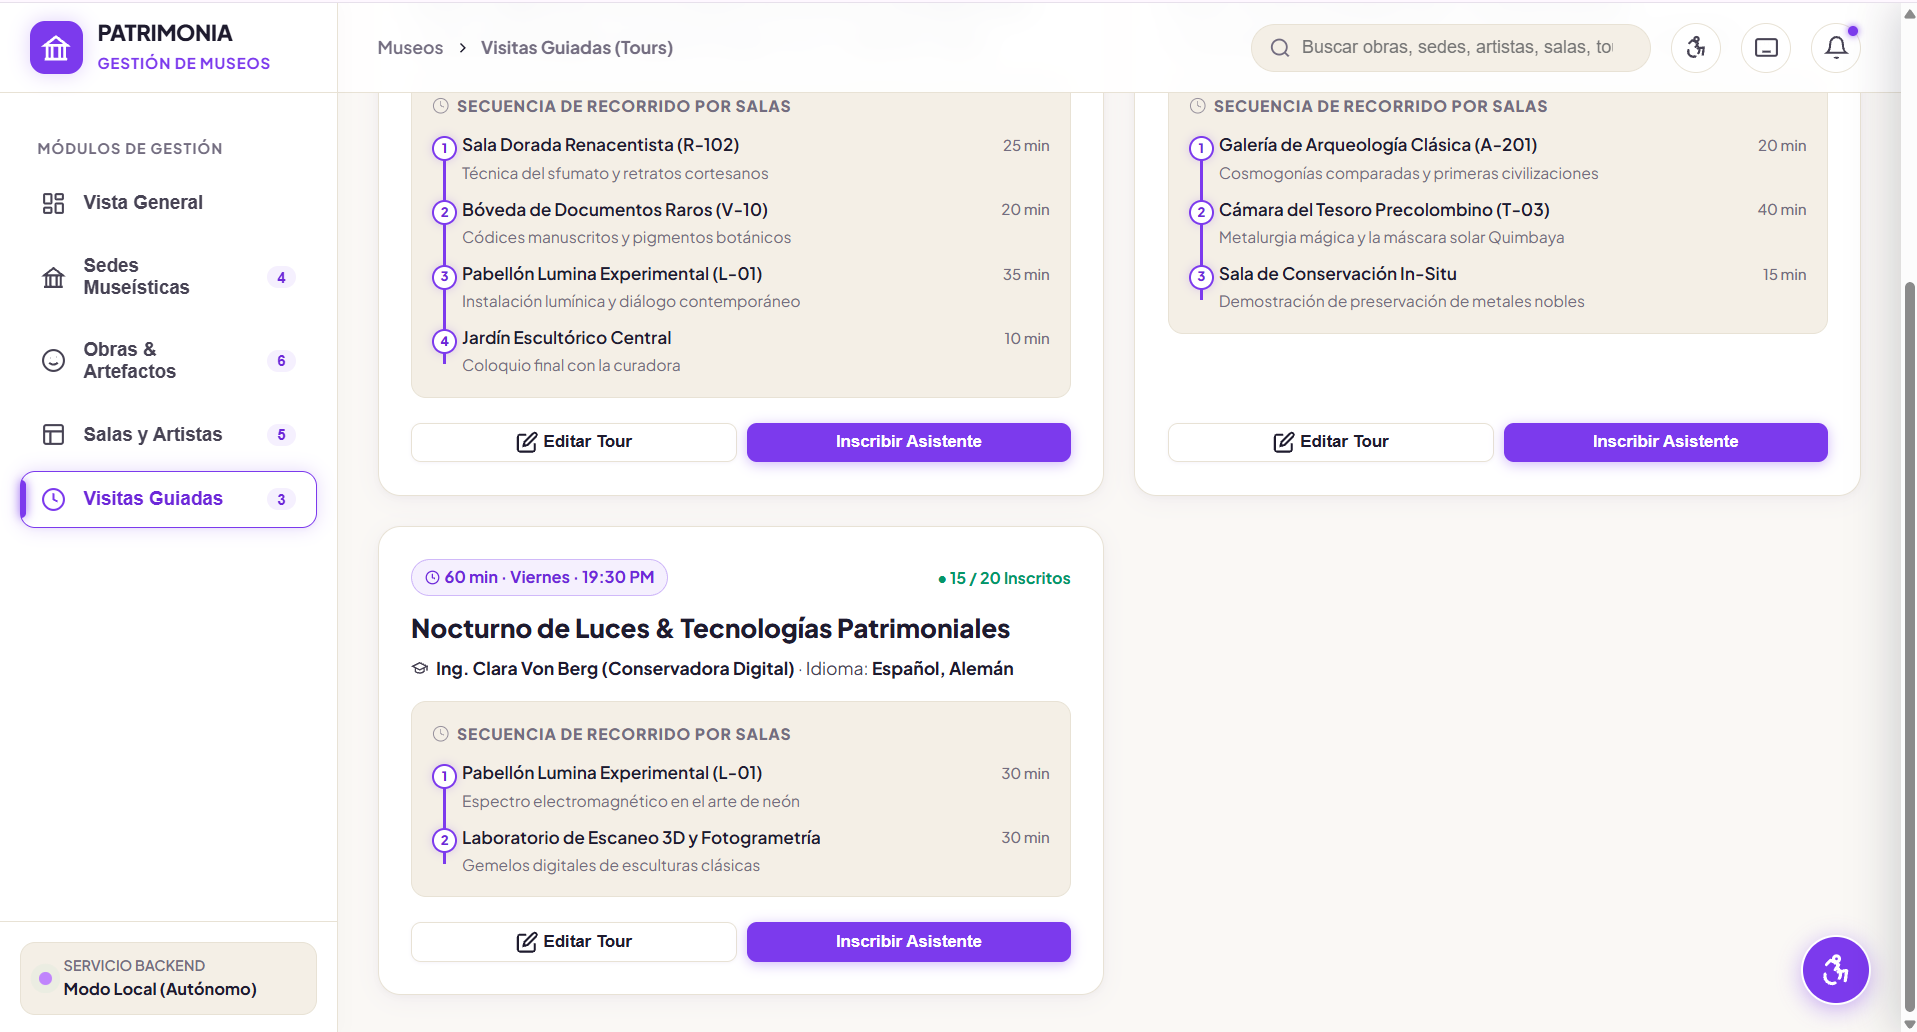 PATRIMONIA
GESTIÓN DE MUSEOS
MÓDULOS DE GESTIÓN
Vista General
Sedes
Museísticas
4
Obras &
Artefactos
6
Salas y Artistas
5
Visitas Guiadas
3
SERVICIO BACKEND
Modo Local (Autónomo)
Museos > Visitas Guiadas (Tours)
Buscar obras, sedes, artistas, salas, to
SECUENCIA DE RECORRIDO POR SALAS
1 Sala Dorada Renacentista (R-102) 25 min
Técnica del sfumato y retratos cortesanos
2 Bóveda de Documentos Raros (V-10) 20 min
Códices manuscritos y pigmentos botánicos
3 Pabellón Lumina Experimental (L-01) 35 min
Instalación lumínica y diálogo contemporáneo
4 Jardín Escultórico Central 10 min
Coloquio final con la curadora
Editar Tour
Inscribir Asistente
SECUENCIA DE RECORRIDO POR SALAS
1 Galería de Arqueología Clásica (A-201) 20 min
Cosmogonías comparadas y primeras civilizaciones
2 Cámara del Tesoro Precolombino (T-03) 40 min
Metalurgia mágica y la máscara solar Quimbaya
3 Sala de Conservación In-Situ 15 min
Demostración de preservación de metales nobles
Editar Tour
Inscribir Asistente
60 min · Viernes · 19:30 PM
● 15 / 20 Inscritos
Nocturno de Luces & Tecnologías Patrimoniales
Ing. Clara Von Berg (Conservadora Digital) · Idioma: Español, Alemán
SECUENCIA DE RECORRIDO POR SALAS
1 Pabellón Lumina Experimental (L-01) 30 min
Espectro electromagnético en el arte de neón
2 Laboratorio de Escaneo 3D y Fotogrametría 30 min
Gemelos digitales de esculturas clásicas
Editar Tour
Inscribir Asistente